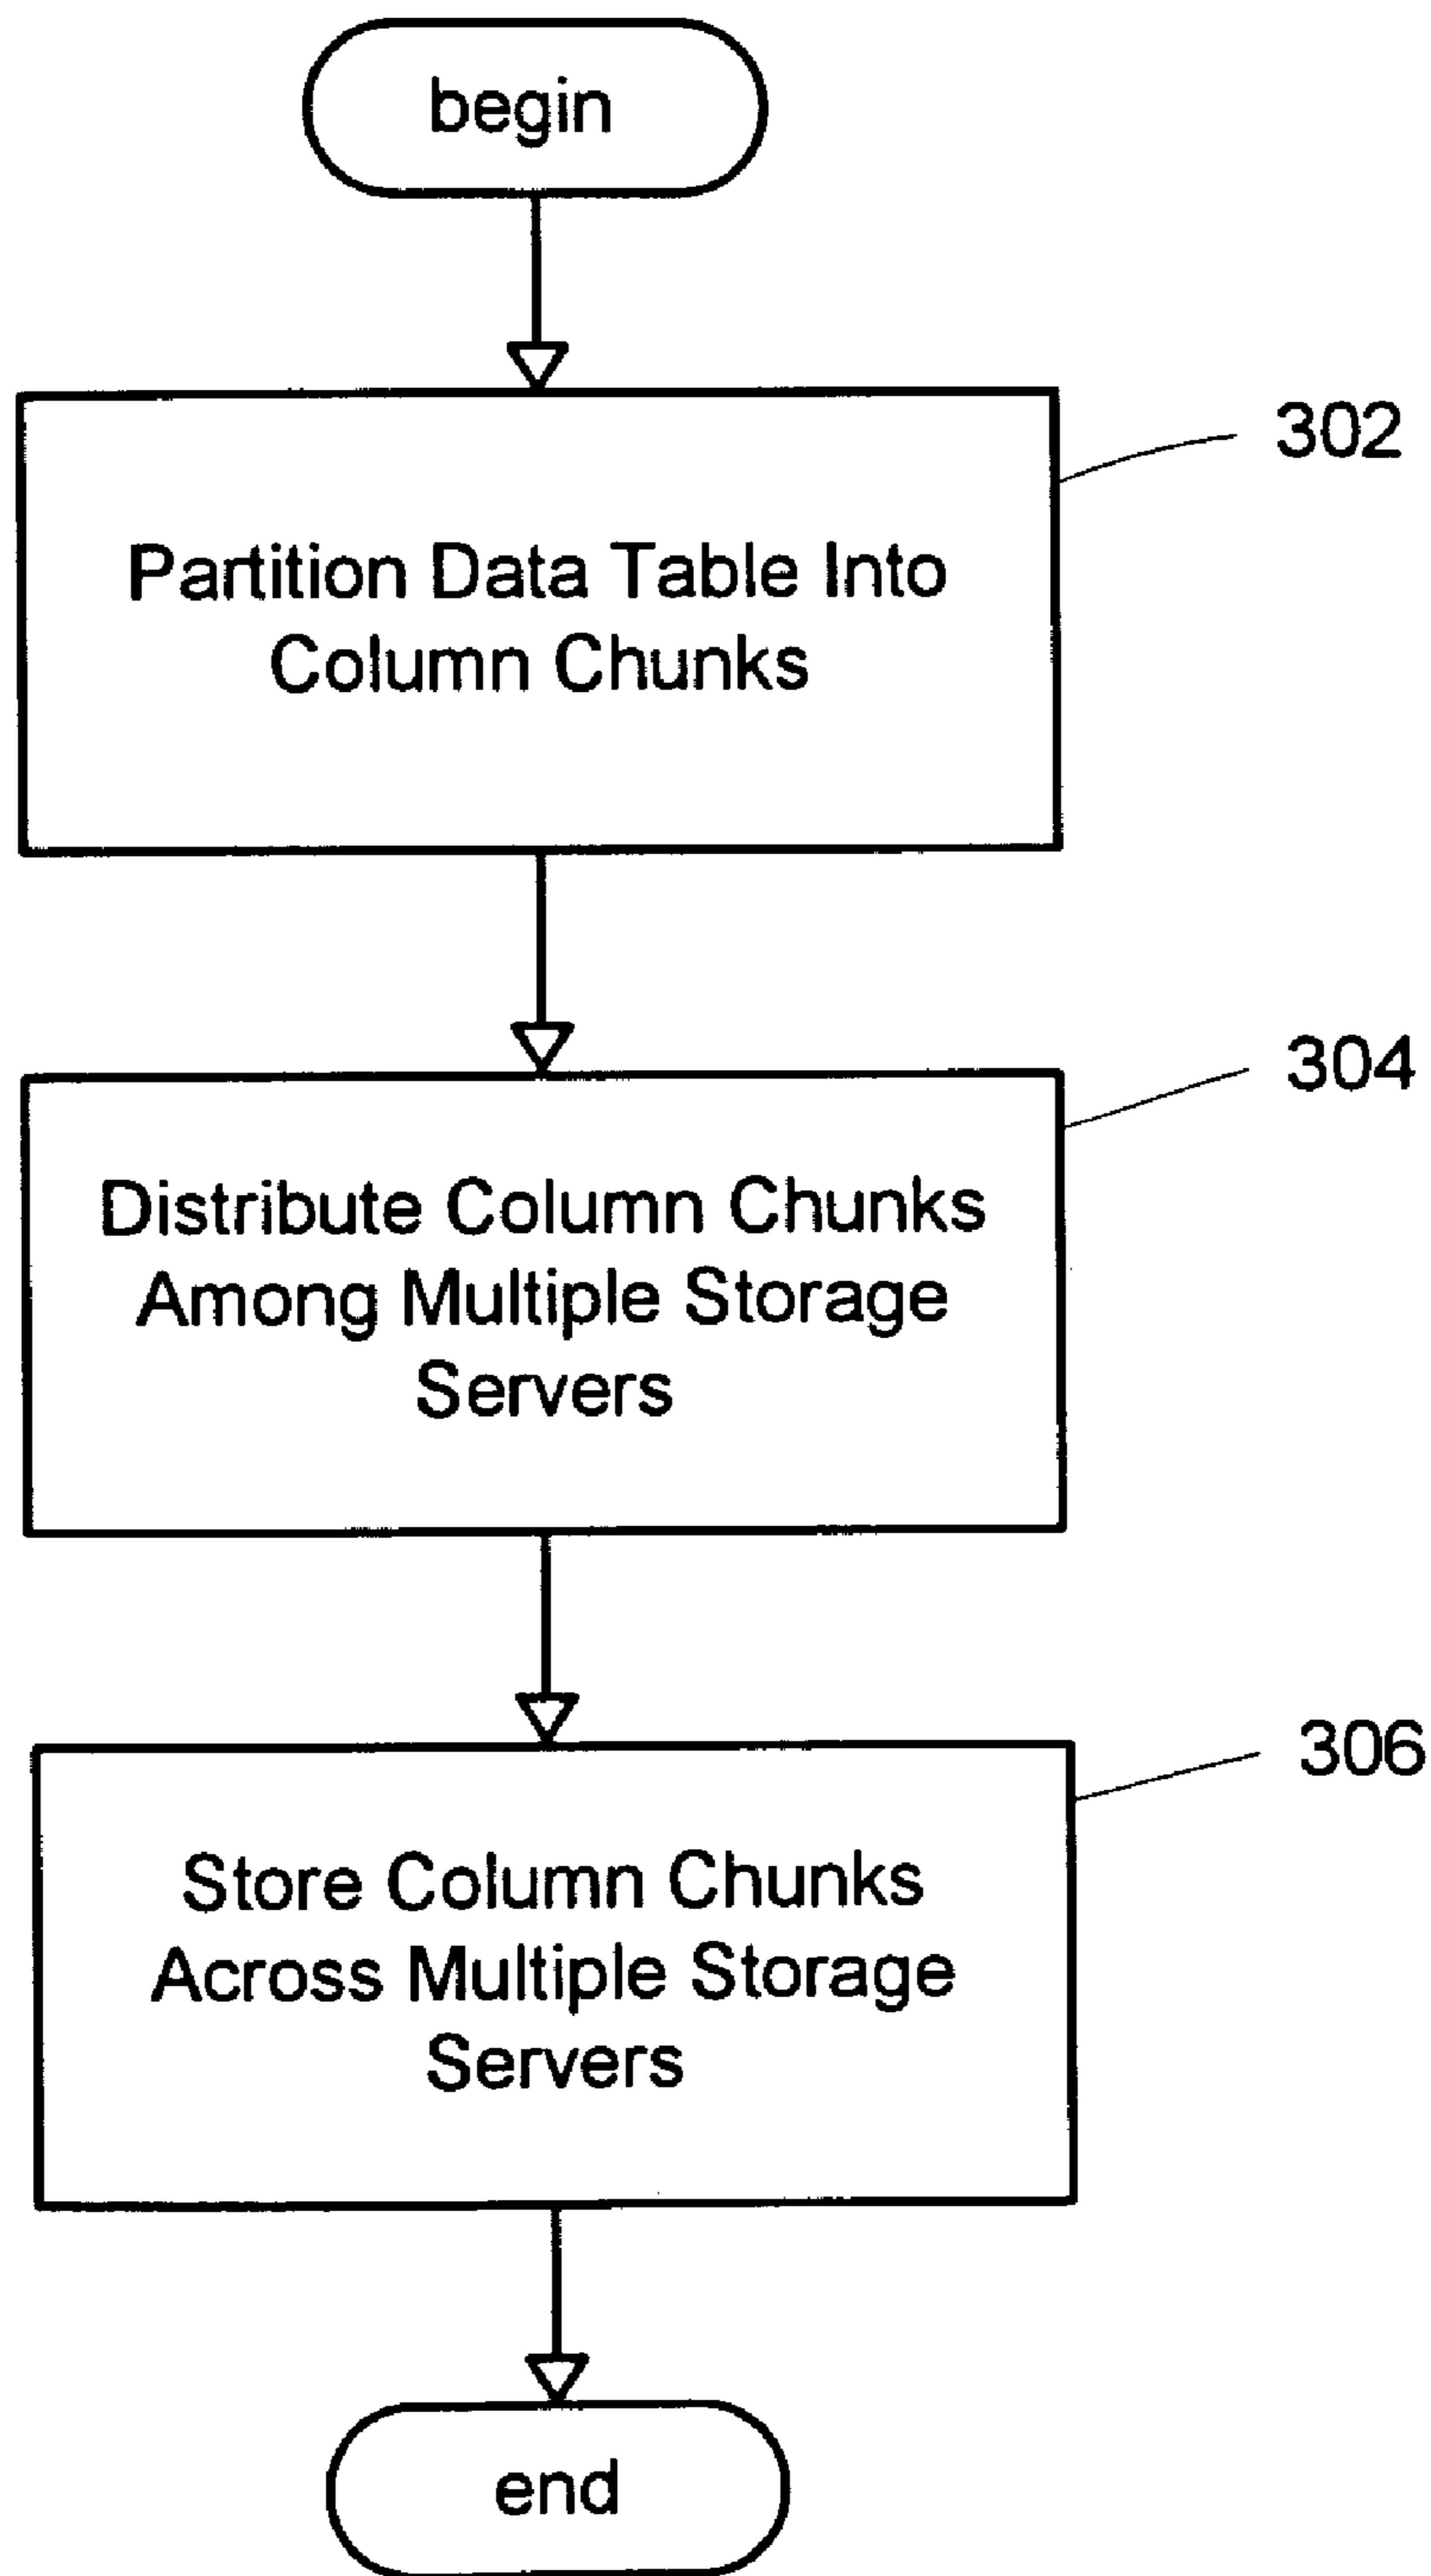 begin
302
Partition Data Table Into
Column Chunks
304
Distribute Column Chunks
Among Multiple Storage
Servers
306
Store Column Chunks
Across Multiple Storage
Servers
end